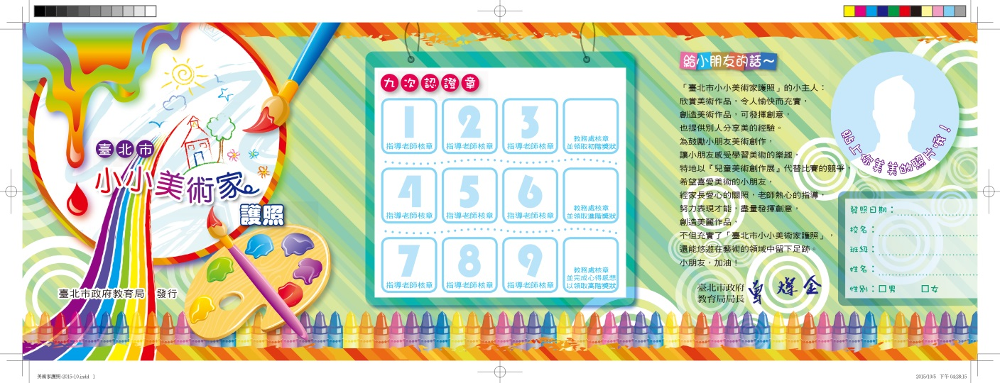 臺北市
小小美術家
護照
臺北市政府教育局　發行
九次認證章
1
指導老師核章
2
指導老師核章
3
指導老師核章
教務處核章
並領取初階獎狀
4
指導老師核章
5
指導老師核章
6
指導老師核章
教務處核章
並領取進階獎狀
7
指導老師核章
8
指導老師核章
9
指導老師核章
教務處核章
並完成心得感想
以領取高階獎狀
給小朋友的話～
「臺北市小小美術家護照」的小主人：
欣賞美術作品，令人愉快而充實，
創造美術作品，可發揮創意，
也提供別人分享美的經驗。
為鼓勵小朋友美術創作，
讓小朋友感受學習美術的樂趣，
特地以『兒童美術創作展』代替比賽的競爭，
希望喜愛美術的小朋友，
經家長愛心的關照，老師熱心的指導，
努力表現才能，盡量發揮創意，
創造美麗作品，
不但充實了「臺北市小小美術家護照」，
還能悠遊在藝術的領域中留下足跡。
小朋友，加油！
臺北市政府
教育局局長
曾燦金
貼上你美美的照片哦！
發照日期：
校名：
班級：
姓名：
性別：□男　□女
美術家護照-2015-10.indd 1
2015/10/5 下午 04:28:15